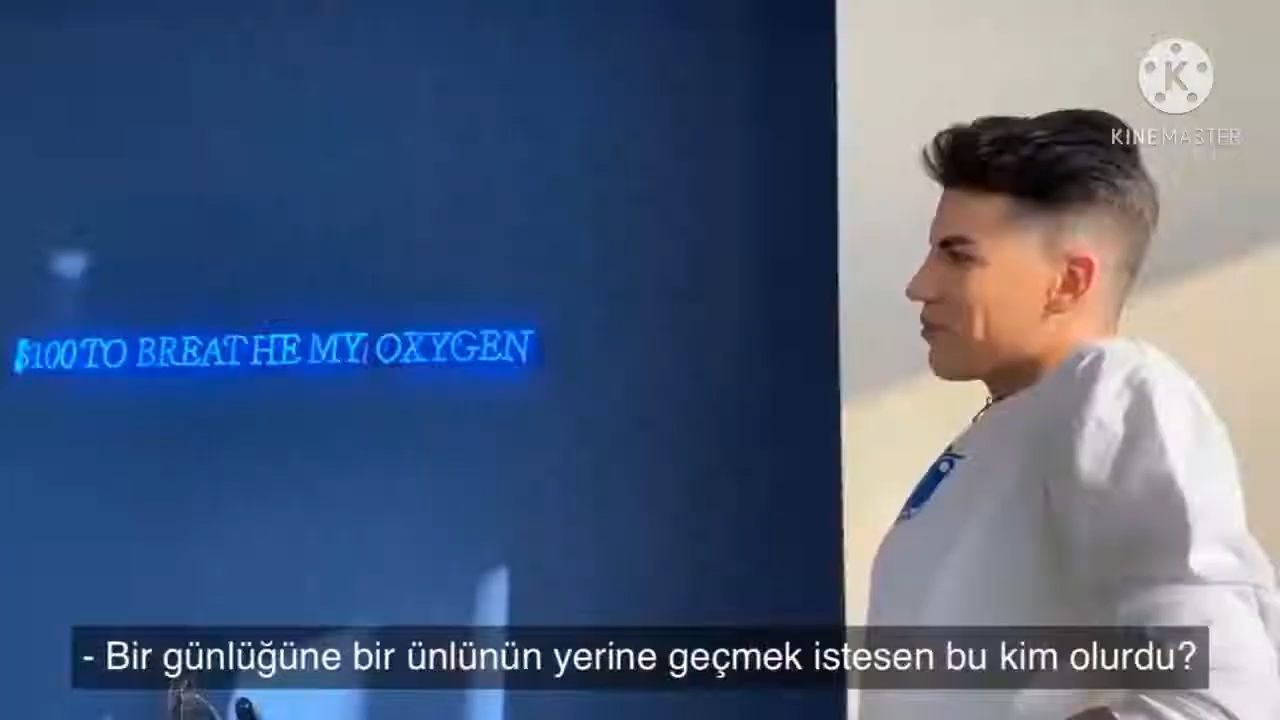 K
KINEMASTER
$100 TO BREATHE MY OXYGEN
- Bir günlüğüne bir ünlünün yerine geçmek istesen bu kim olurdu?